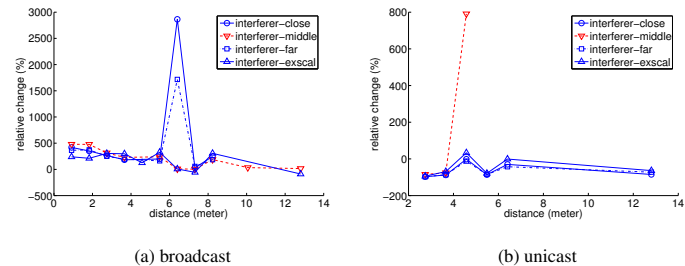 3000
2500
2000
1500
1000
500
0
−500
0 2 4 6 8 10 12 14
relative change (%)
distance (meter)
interferer−close
interferer−middle
interferer−far
interferer−exscal
(a) broadcast
800
600
400
200
0
−200
2 4 6 8 10 12 14
relative change (%)
distance (meter)
interferer−close
interferer−middle
interferer−far
interferer−exscal
(b) unicast